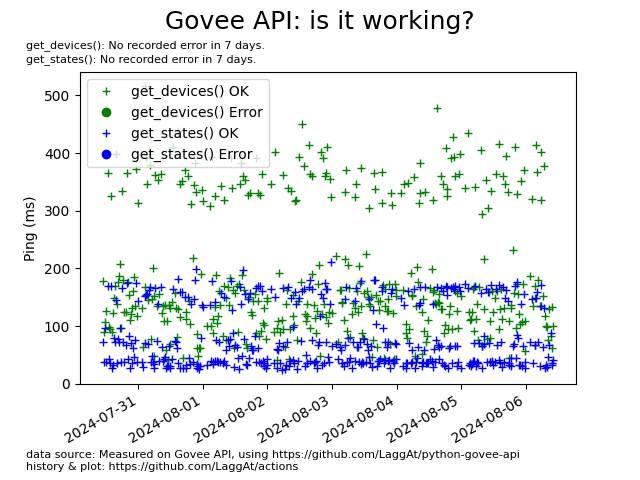 Govee API: is it working?
get_devices(): No recorded error in 7 days.
get_states(): No recorded error in 7 days.
get_devices() OK
get_devices() Error
get_states() OK
get_states() Error
Ping (ms)
500
400
300
200
100
0
2024-07-31
2024-08-01
2024-08-02
2024-08-03
2024-08-04
2024-08-05
2024-08-06
data source: Measured on Govee API, using https://github.com/LaggAt/python-govee-api
history & plot: https://github.com/LaggAt/actions